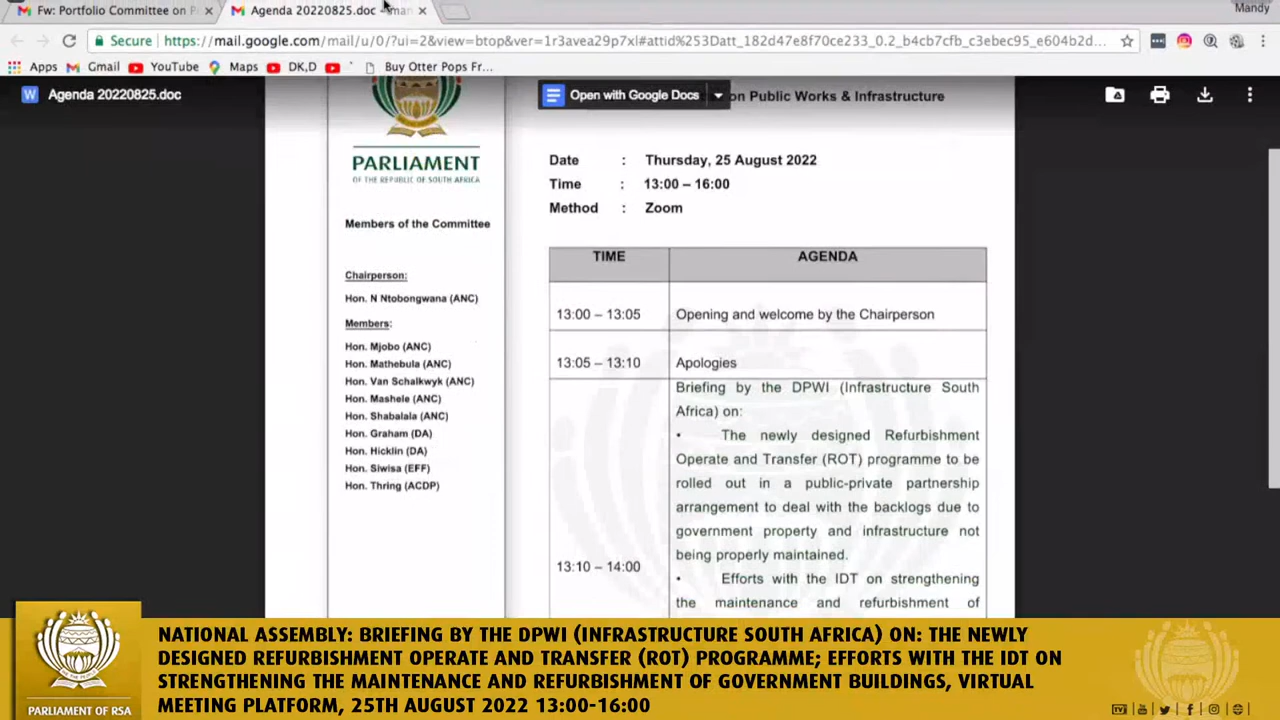 Fw: Portfolio Committee on P
Agenda 20220825.doc
Mandy
Secure
https://mail.google.com/mail/u/0/?ui=2&view=btop&ver=1r3avea29p7xl#attid%253Datt_182d47e8f70ce233_0.2_b4cb7cfb_c3ebec95_e604b2d...
Apps Gmail YouTube Maps DK,D Buy Otter Pops Fr...
Agenda 20220825.doc
Open with Google Docs
on Public Works & Infrastructure
PARLIAMENT
OF THE REPUBLIC OF SOUTH AFRICA
Members of the Committee
Chairperson:
Hon. N Ntobongwana (ANC)
Members:
Hon. Mjobo (ANC)
Hon. Mathebula (ANC)
Hon. Van Schalkwyk (ANC)
Hon. Mashele (ANC)
Hon. Shabalala (ANC)
Hon. Graham (DA)
Hon. Hicklin (DA)
Hon. Siwisa (EFF)
Hon. Thring (ACDP)
Date : Thursday, 25 August 2022
Time : 13:00 – 16:00
Method : Zoom
TIME AGENDA
13:00 – 13:05 Opening and welcome by the Chairperson
13:05 – 13:10 Apologies
Briefing by the DPWI (Infrastructure South
Africa) on:
• The newly designed Refurbishment
Operate and Transfer (ROT) programme to be
rolled out in a public-private partnership
arrangement to deal with the backlogs due to
government property and infrastructure not
being properly maintained.
13:10 – 14:00
• Efforts with the IDT on strengthening
the maintenance and refurbishment of
NATIONAL ASSEMBLY: BRIEFING BY THE DPWI (INFRASTRUCTURE SOUTH AFRICA) ON: THE NEWLY
DESIGNED REFURBISHMENT OPERATE AND TRANSFER (ROT) PROGRAMME; EFFORTS WITH THE IDT ON
STRENGTHENING THE MAINTENANCE AND REFURBISHMENT OF GOVERNMENT BUILDINGS, VIRTUAL
MEETING PLATFORM, 25TH AUGUST 2022 13:00-16:00
PARLIAMENT OF RSA